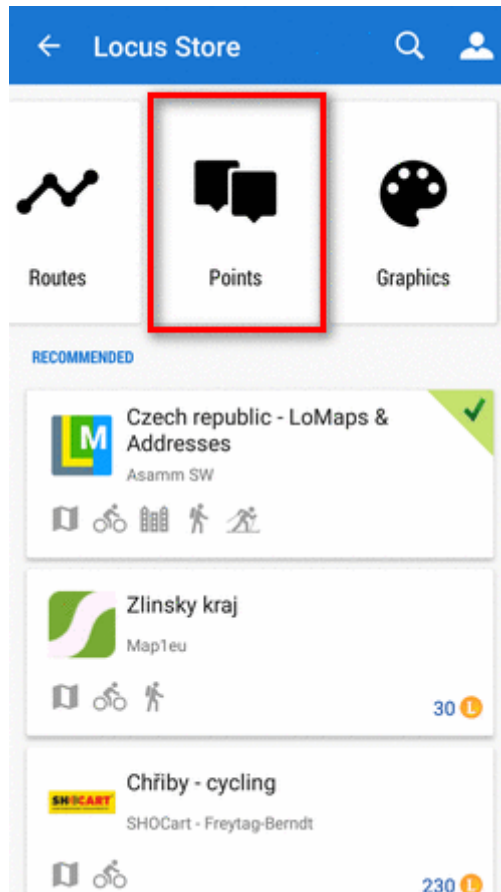 Locus Store
Routes
Points
Graphics
RECOMMENDED
Czech republic - LoMaps &
Addresses
Asamm SW
Zlinsky kraj
Map1eu
30 L
Chřiby - cycling
SHOCART
SHOCart - Freytag-Berndt
230 L